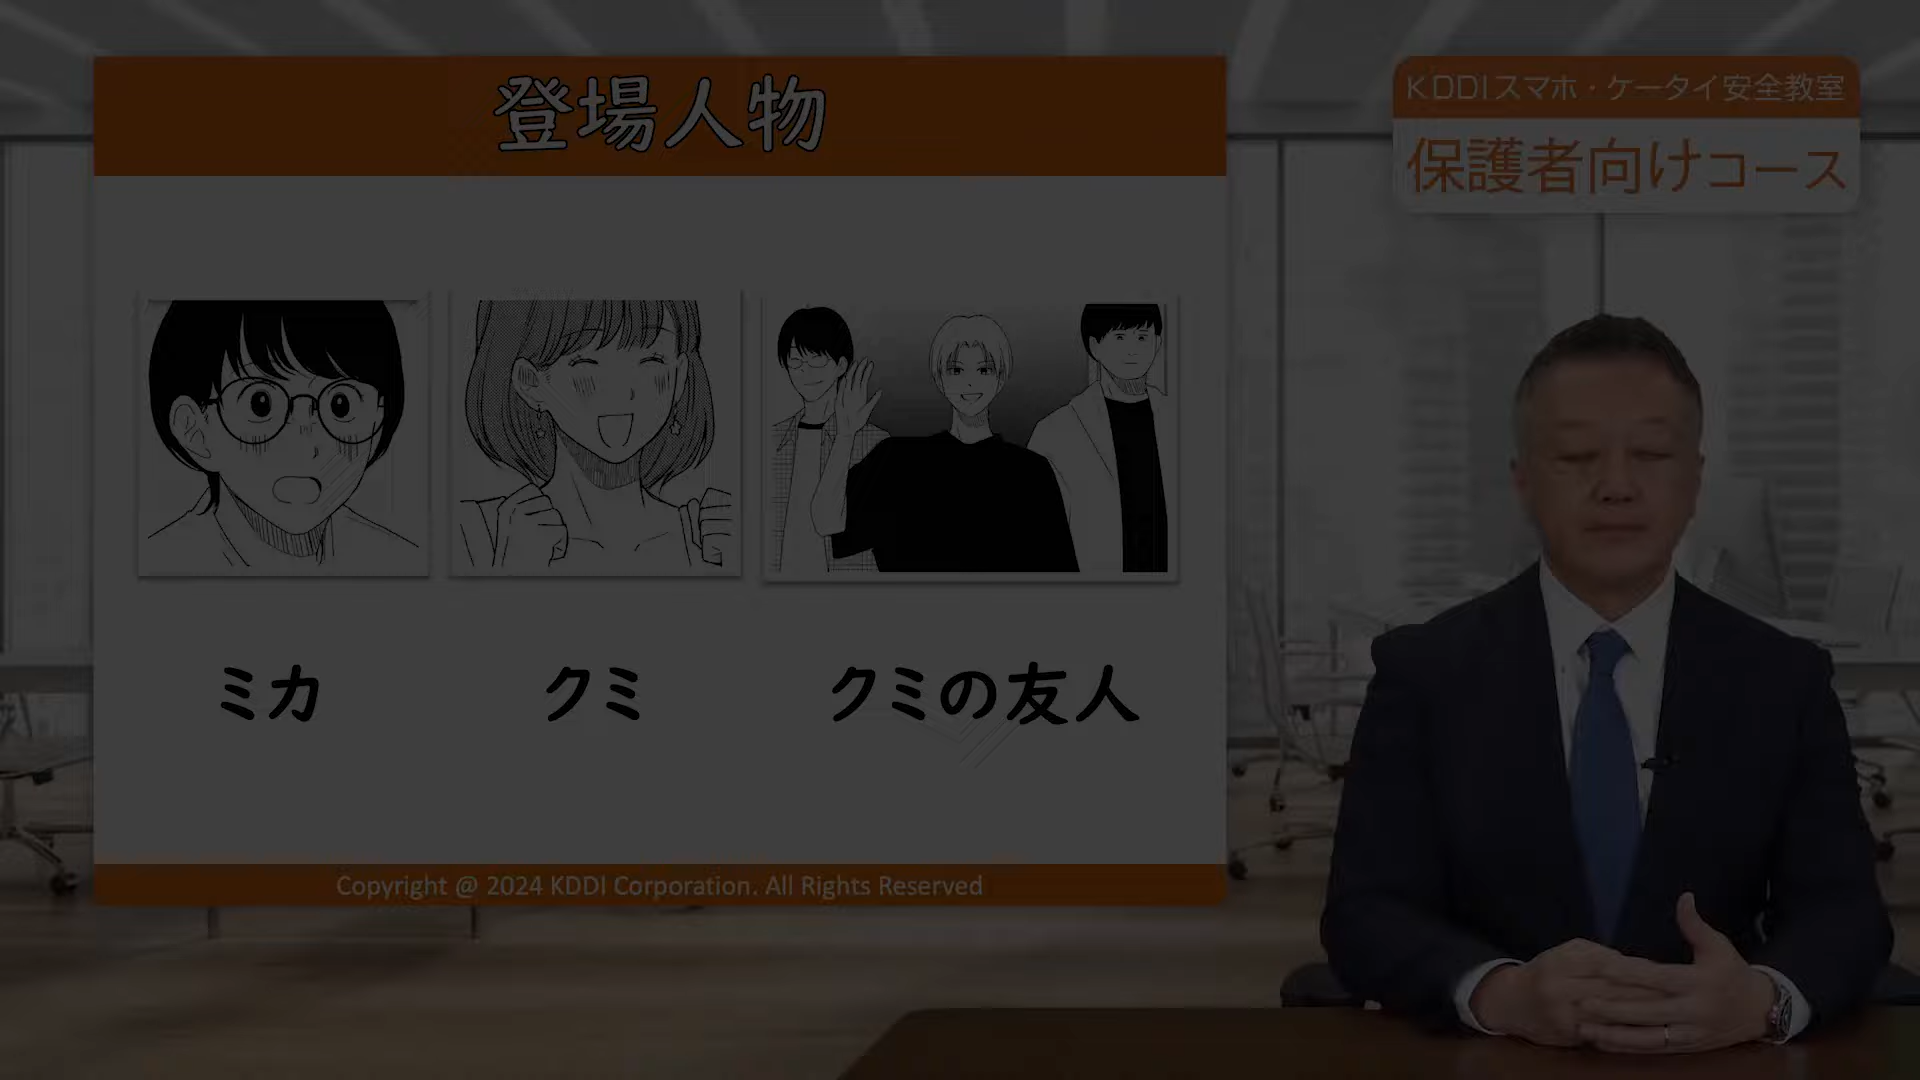 登場人物
KDDIスマホ・ケータイ安全教室
保護者向けコース
ミカ
クミ
クミの友人
Copyright @ 2024 KDDI Corporation. All Rights Reserved